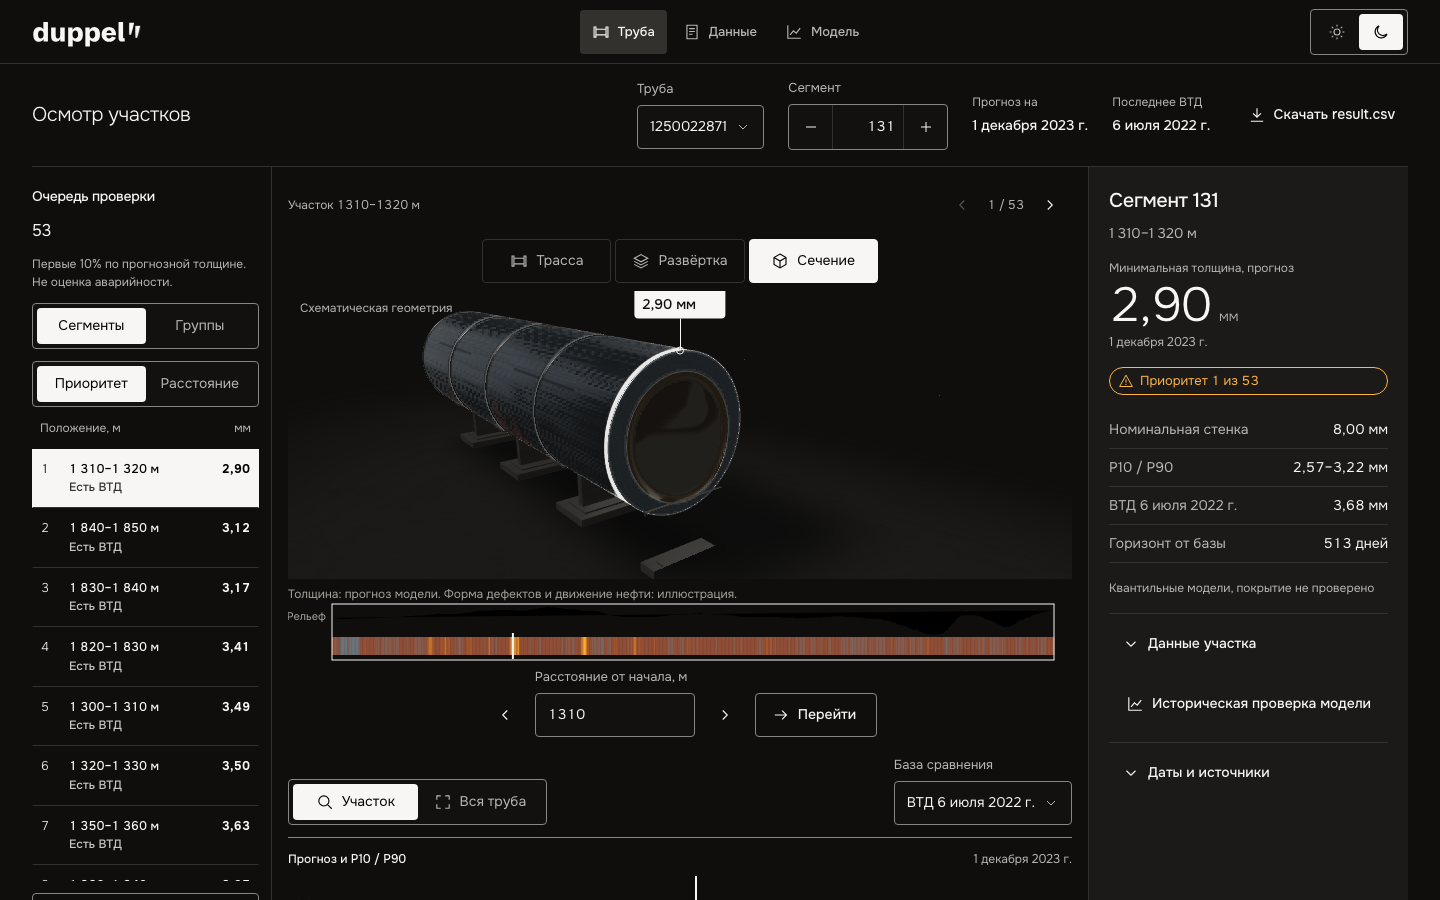 duppel
Труба
Данные
Модель
Осмотр участков
Труба
1250022871
Сегмент
131
Прогноз на
1 декабря 2023 г.
Последнее ВТД
6 июля 2022 г.
Скачать result.csv
Очередь проверки
53
Первые 10% по прогнозной толщине.
Не оценка аварийности.
Сегменты
Группы
Приоритет
Расстояние
Положение, м
мм
1 1 310–1 320 м 2,90
Есть ВТД
2 1 840–1 850 м 3,12
Есть ВТД
3 1 830–1 840 м 3,17
Есть ВТД
4 1 820–1 830 м 3,41
Есть ВТД
5 1 300–1 310 м 3,49
Есть ВТД
6 1 320–1 330 м 3,50
Есть ВТД
7 1 350–1 360 м 3,63
Есть ВТД
Участок 1310–1320 м
1 / 53
Трасса
Развёртка
Сечение
Схематическая геометрия
2,90 мм
Толщина: прогноз модели. Форма дефектов и движение нефти: иллюстрация.
Рельеф
Расстояние от начала, м
1310
Перейти
Участок
Вся труба
База сравнения
ВТД 6 июля 2022 г.
Прогноз и P10 / P90
1 декабря 2023 г.
Сегмент 131
1 310–1 320 м
Минимальная толщина, прогноз
2,90 мм
1 декабря 2023 г.
Приоритет 1 из 53
Номинальная стенка 8,00 мм
P10 / P90 2,57–3,22 мм
ВТД 6 июля 2022 г. 3,68 мм
Горизонт от базы 513 дней
Квантильные модели, покрытие не проверено
Данные участка
Историческая проверка модели
Даты и источники